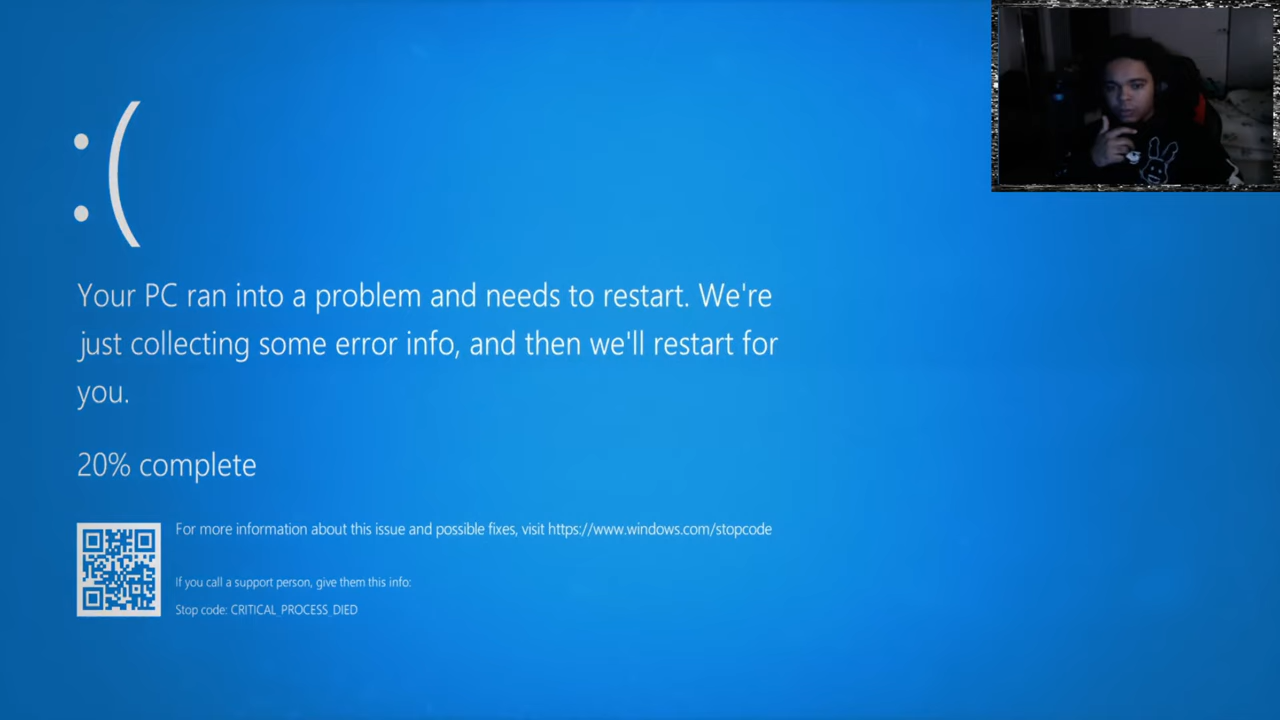 :(
Your PC ran into a problem and needs to restart. We're
just collecting some error info, and then we'll restart for
you.
20% complete
For more information about this issue and possible fixes, visit https://www.windows.com/stopcode
If you call a support person, give them this info:
Stop code: CRITICAL_PROCESS_DIED